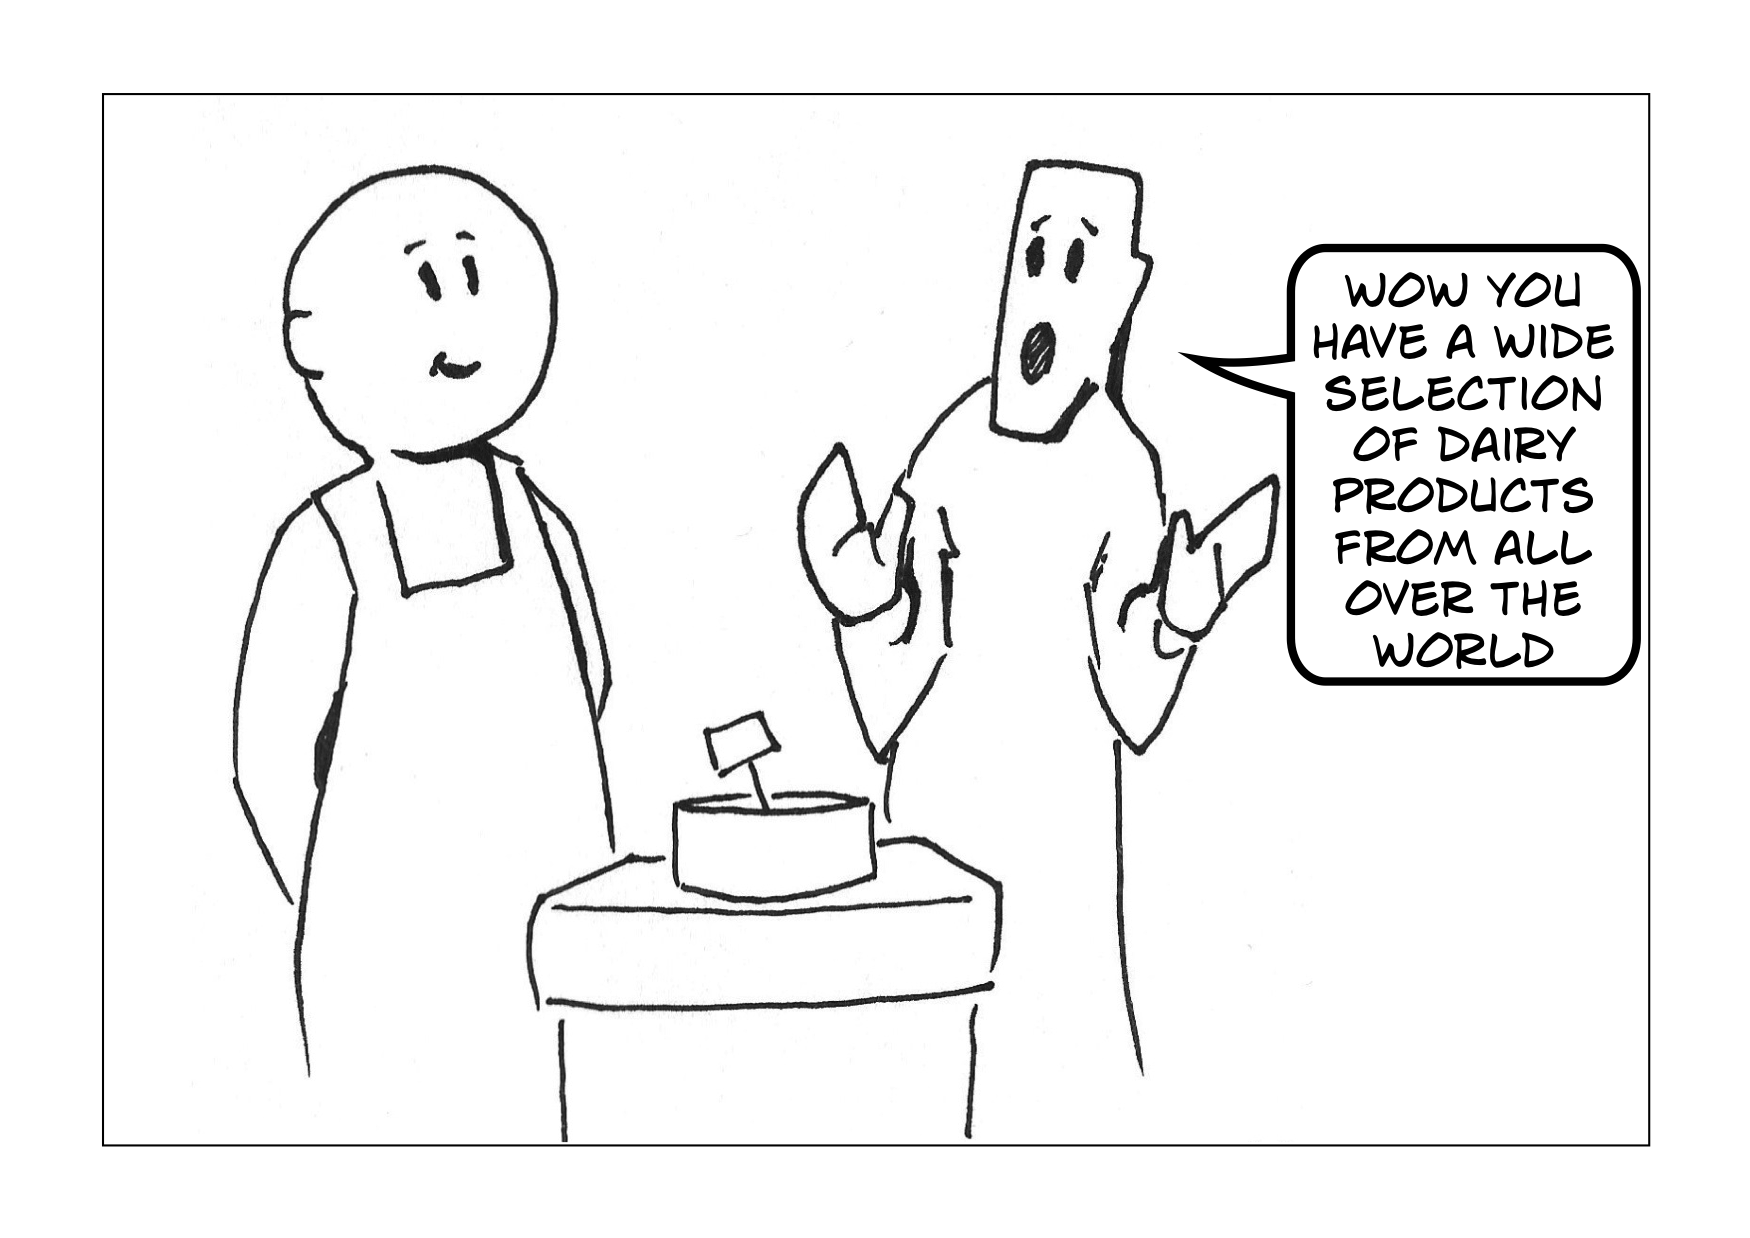 WOW YOU
HAVE A WIDE
SELECTION
OF DAIRY
PRODUCTS
FROM ALL
OVER THE
WORLD